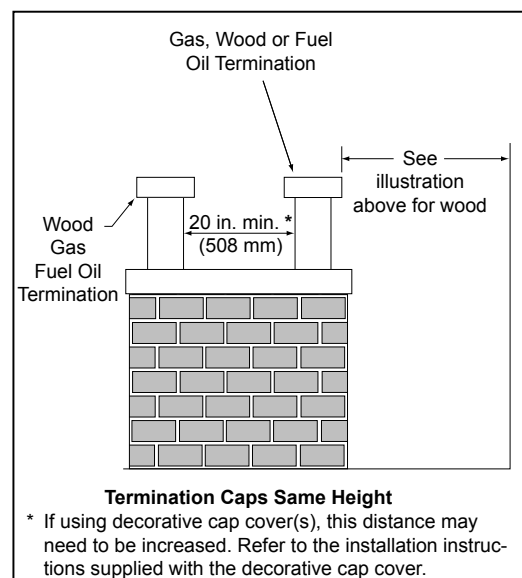 Gas, Wood or Fuel
Oil Termination
See
illustration
above for wood
Wood
Gas
Fuel Oil
Termination
20 in. min. *
(508 mm)
Termination Caps Same Height
* If using decorative cap cover(s), this distance may
need to be increased. Refer to the installation instruc-
tions supplied with the decorative cap cover.